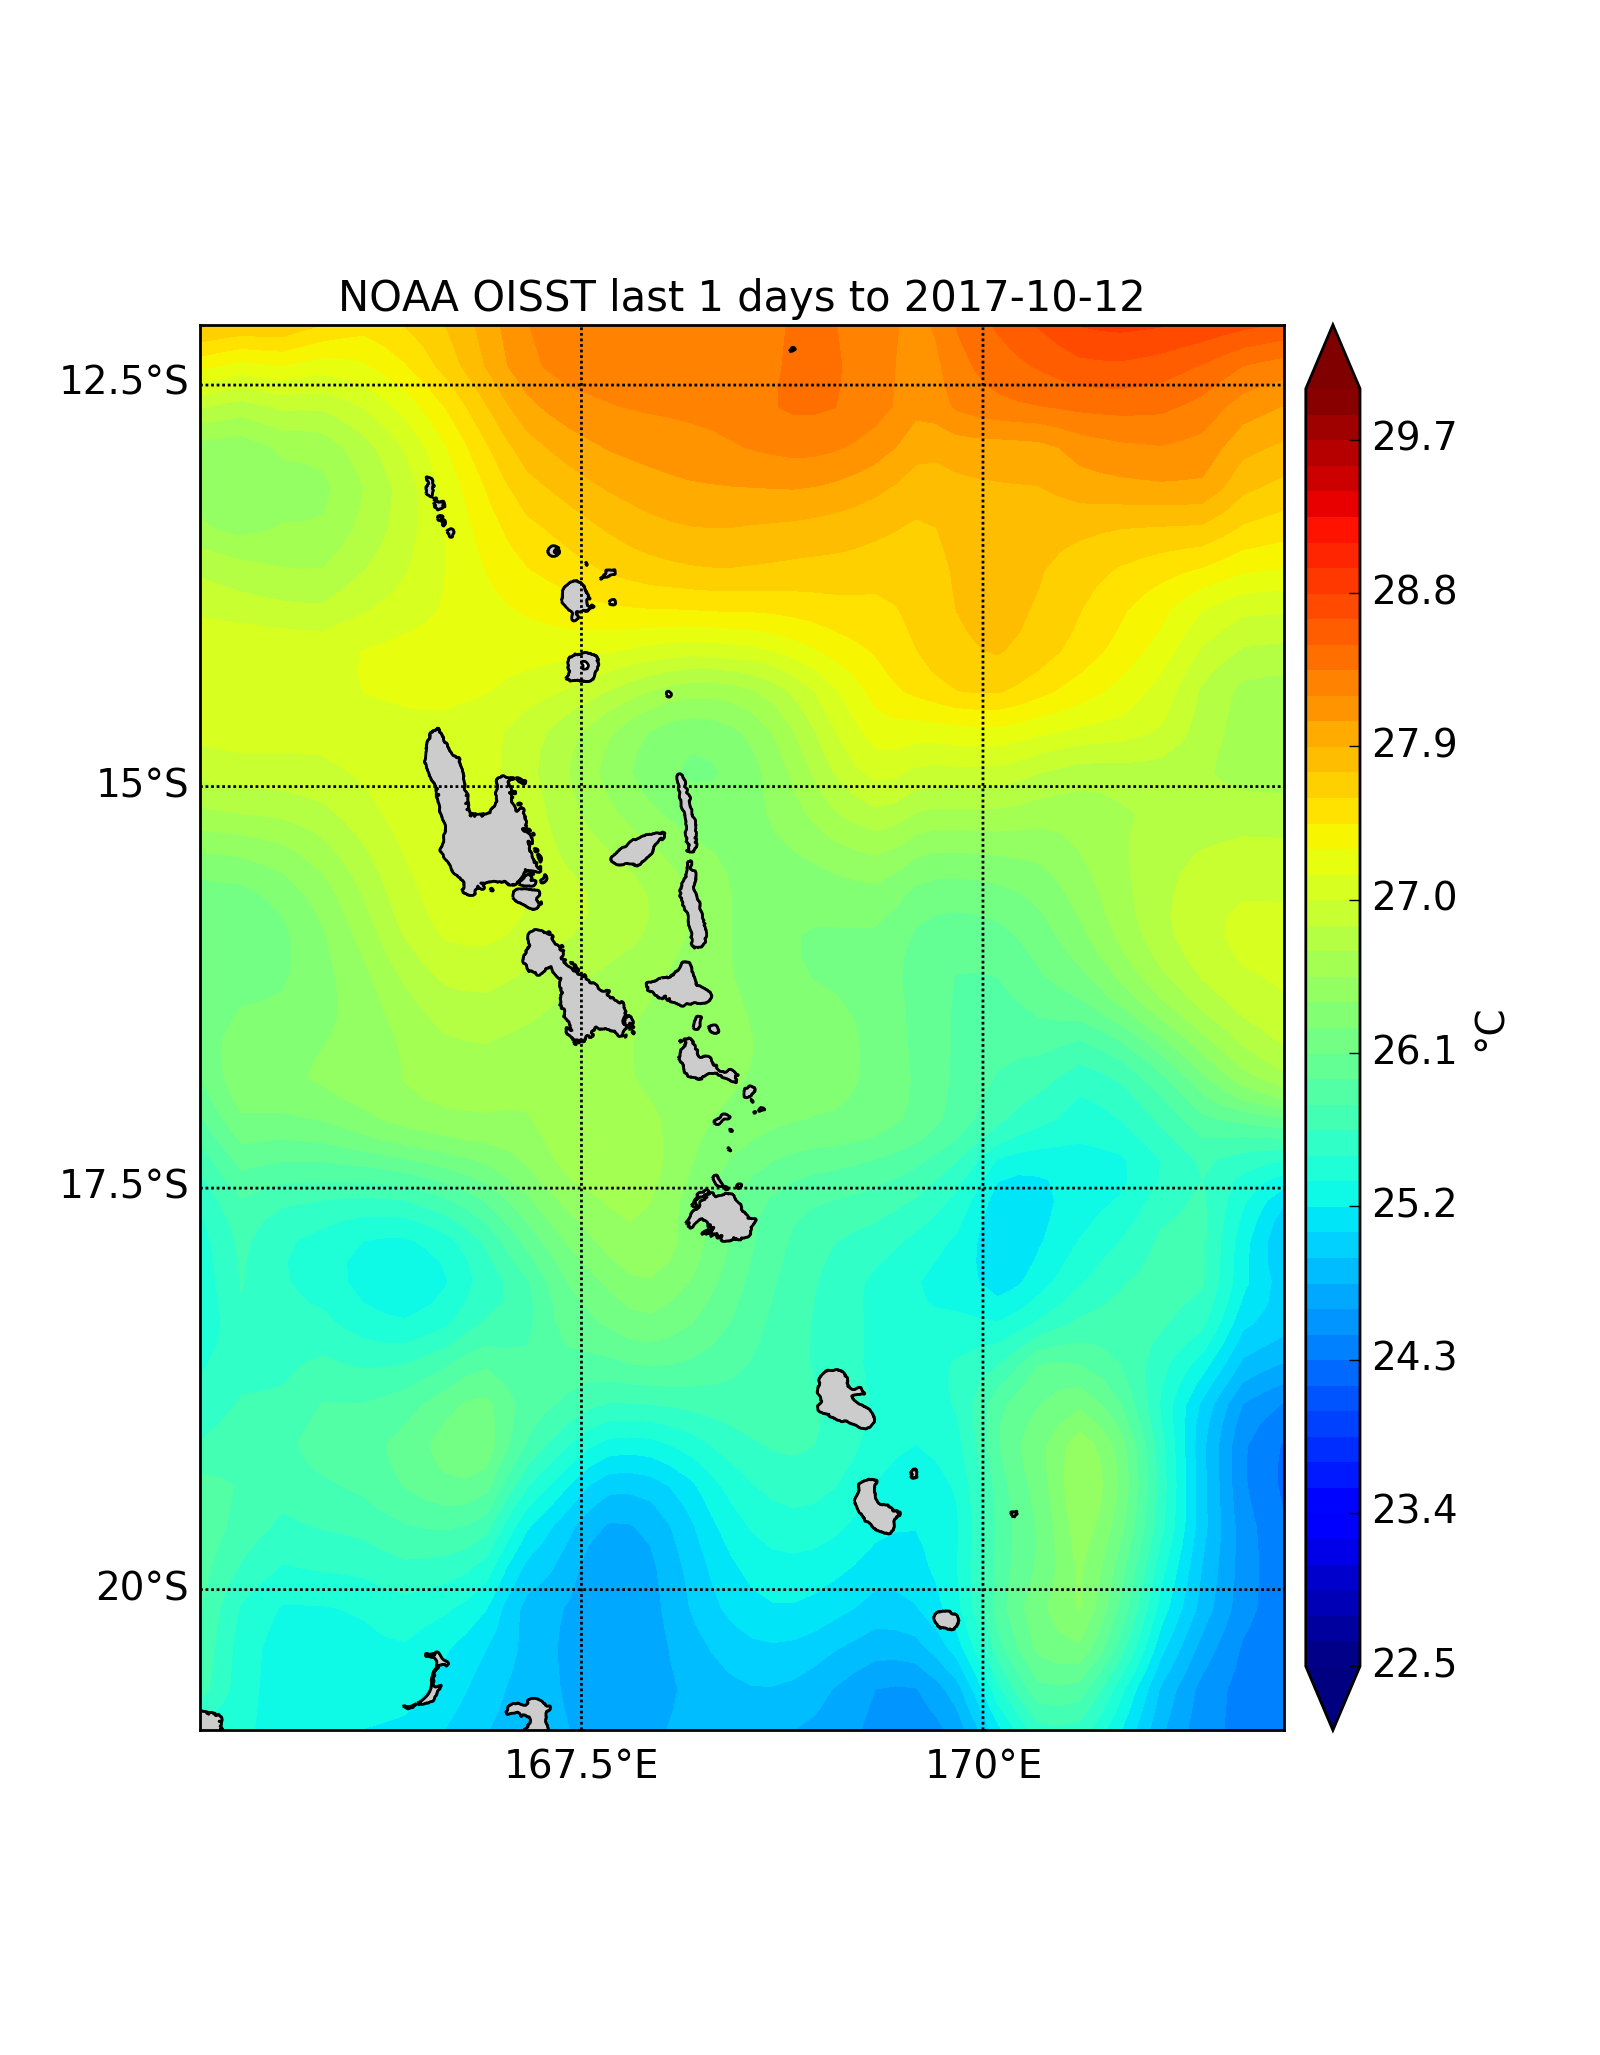 NOAA OISST last 1 days to 2017-10-12
12.5°S
15°S
17.5°S
20°S
167.5°E
170°E
29.7
28.8
27.9
27.0
26.1
25.2
24.3
23.4
22.5
°C